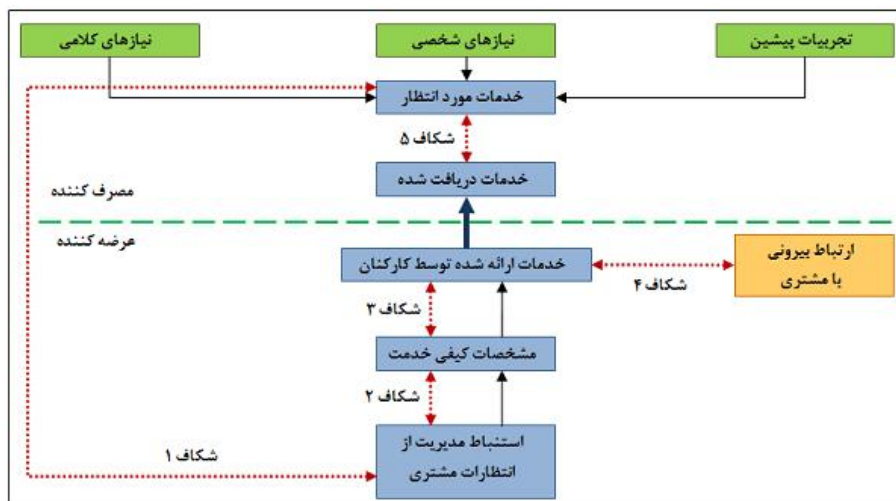 تجربیات پیشین
نیازهای شخصی
نیازهای کلامی
خدمات مورد انتظار
شکاف ۵
خدمات دریافت شده
مصرف کننده
عرضه کننده
ارتباط بیرونی
با مشتری
شکاف ۴
خدمات ارائه شده توسط کارکنان
شکاف ۳
مشخصات کیفی خدمت
شکاف ۲
استنباط مدیریت از
انتظارات مشتری
شکاف ۱